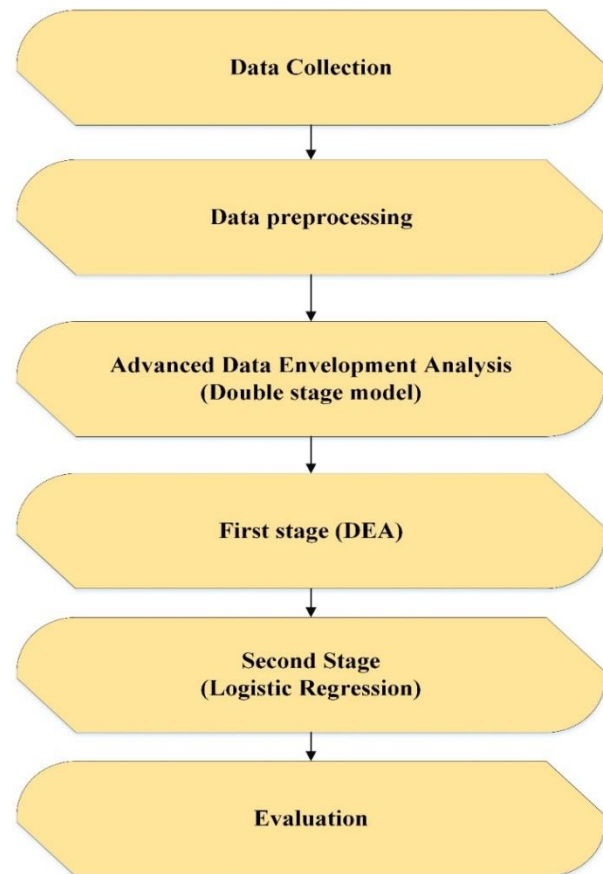 Data Collection
Data preprocessing
Advanced Data Envelopment Analysis
(Double stage model)
First stage (DEA)
Second Stage
(Logistic Regression)
Evaluation